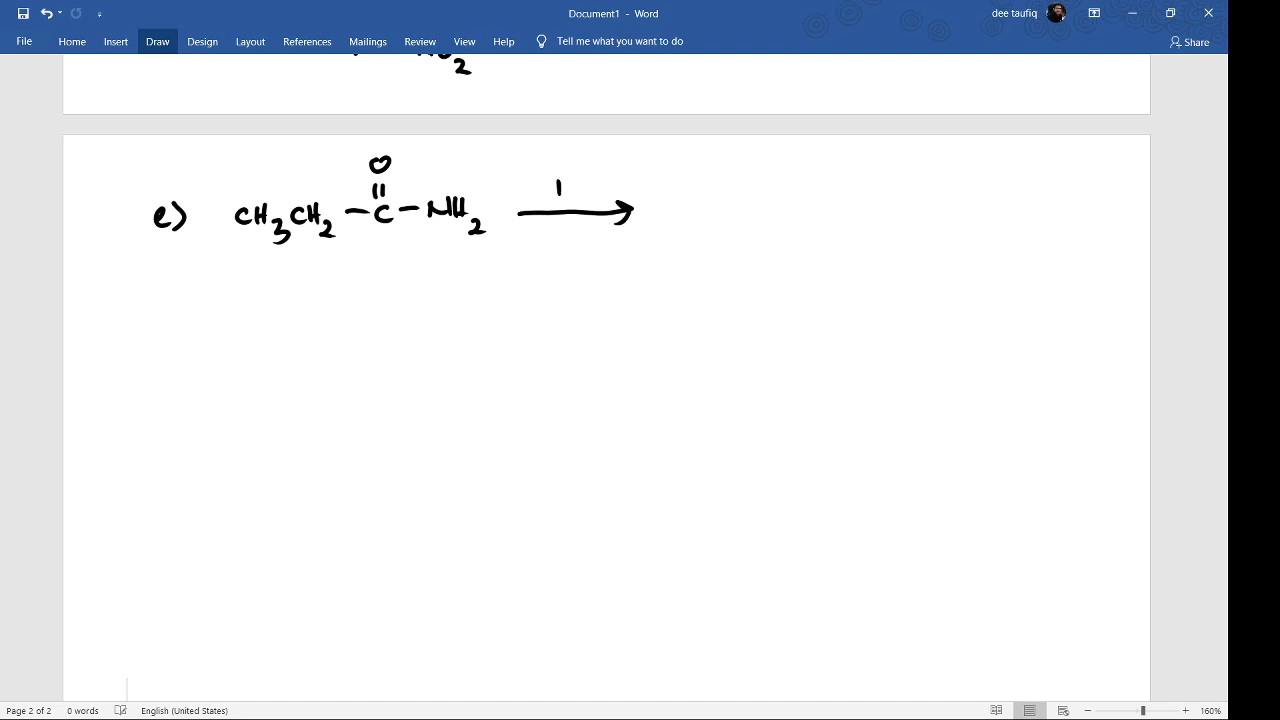 Document1 - Word
dee taufiq
File Home Insert Draw Design Layout References Mailings Review View Help Tell me what you want to do Share
2
O
e) CH3CH2 – C – NH2 →
Page 2 of 2 0 words English (United States) 160%